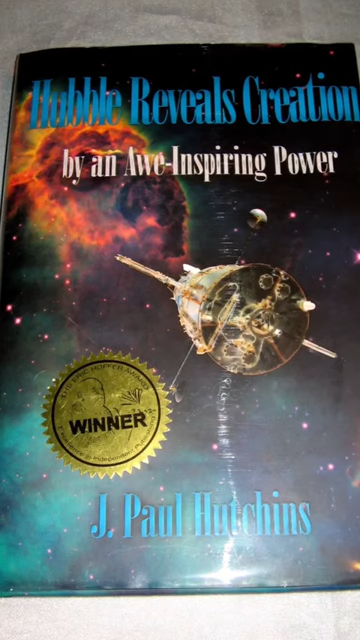 Hubble Reveals Creation
by an Awe-Inspiring Power
WINNER
J. Paul Hutchins